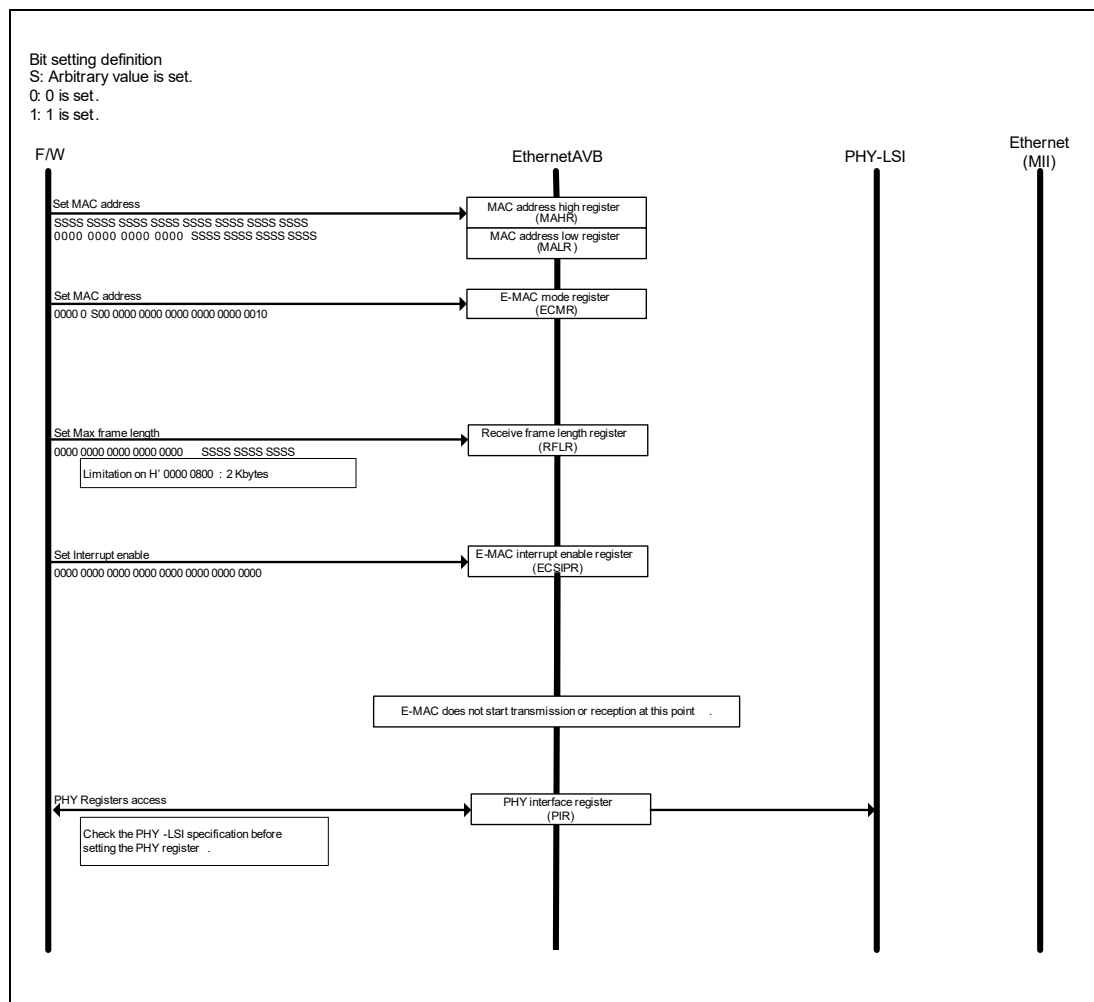 Bit setting definition
S: Arbitrary value is set.
0: 0 is set.
1: 1 is set.
F/W
EthernetAVB
PHY-LSI
Ethernet
(MII)
Set MAC address
SSSS SSSS SSSS SSSS SSSS SSSS SSSS SSSS
0000 0000 0000 0000 SSSS SSSS SSSS SSSS
MAC address high register
(MAHR)
MAC address low register
(MALR )
Set MAC address
0000 0 S00 0000 0000 0000 0000 0000 0010
E-MAC mode register
(ECMR)
Set Max frame length
0000 0000 0000 0000 0000 SSSS SSSS SSSS
Limitation on H' 0000 0800 : 2 Kbytes
Receive frame length register
(RFLR)
Set Interrupt enable
0000 0000 0000 0000 0000 0000 0000 0000
E-MAC interrupt enable register
(ECSIPR)
E-MAC does not start transmission or reception at this point .
PHY Registers access
PHY interface register
(PIR)
Check the PHY -LSI specification before
setting the PHY register .